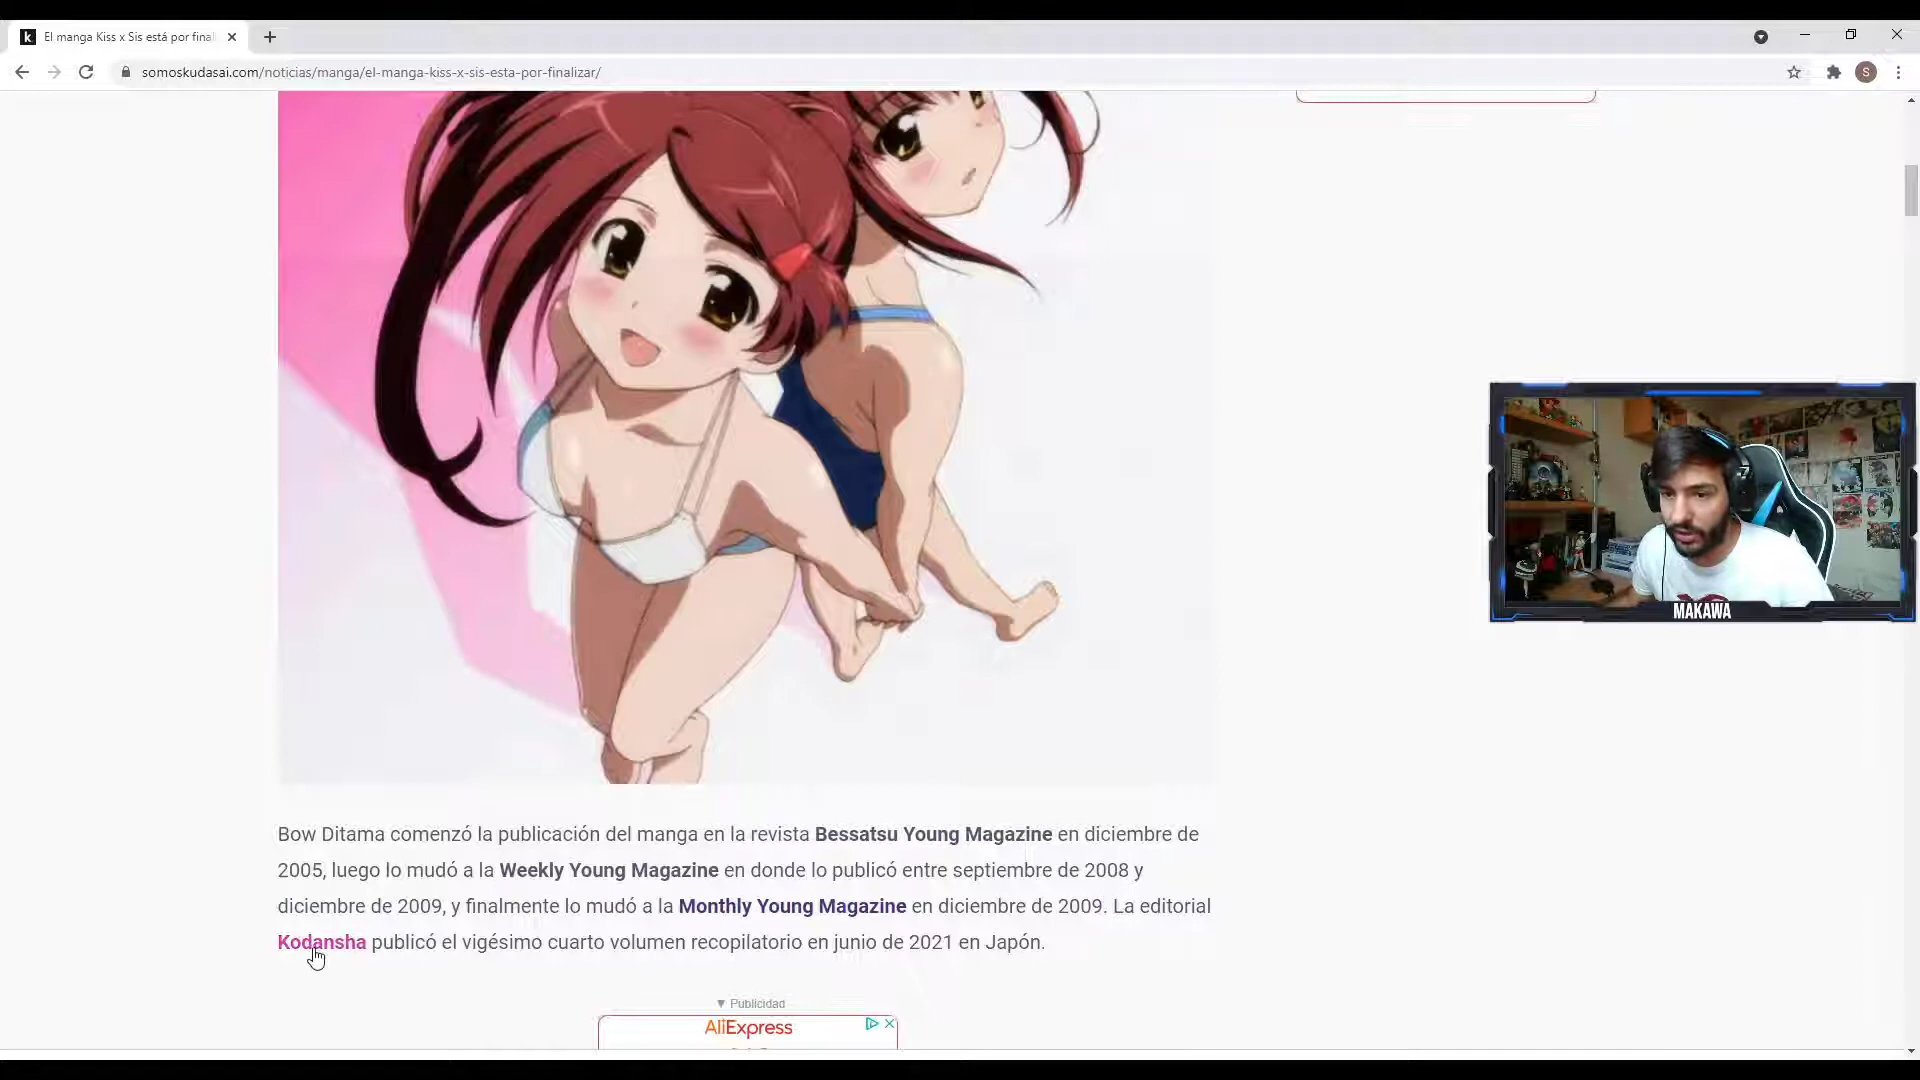 El manga Kiss x Sis está por final
somoskudasai.com/noticias/manga/el-manga-kiss-x-sis-esta-por-finalizar/
S
MAKAWA
Bow Ditama comenzó la publicación del manga en la revista Bessatsu Young Magazine en diciembre de
2005, luego lo mudó a la Weekly Young Magazine en donde lo publicó entre septiembre de 2008 y
diciembre de 2009, y finalmente lo mudó a la Monthly Young Magazine en diciembre de 2009. La editorial
Kodansha publicó el vigésimo cuarto volumen recopilatorio en junio de 2021 en Japón.
▼ Publicidad
AliExpress